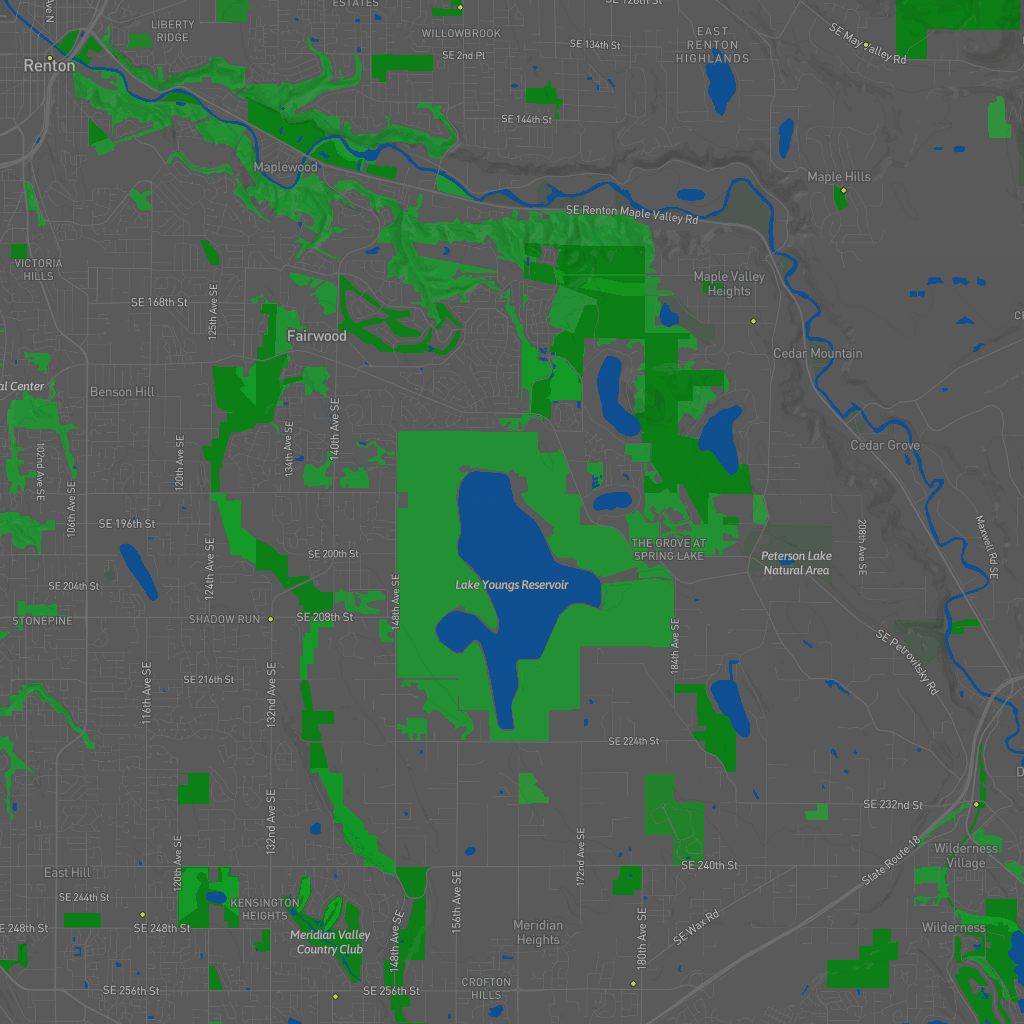 ESTATES
SE 128th St
Ave N
LIBERTY
RIDGE
WILLOWBROOK
SE 134th St
EAST
RENTON
HIGHLANDS
SE May Valley Rd
SE 2nd Pl
Renton
SE 144th St
Maplewood
Maple Hills
SE Renton Maple Valley Rd
VICTORIA
HILLS
Maple Valley
Heights
SE 168th St
125th Ave SE
Fairwood
Cedar Mountain
al Center
Benson Hill
140th Ave SE
134th Ave SE
120th Ave SE
Cedar Grove
102nd Ave SE
106th Ave SE
SE 196th St
208th Ave SE
Maxwell Rd SE
THE GROVE AT
SPRING LAKE
SE 200th St
Peterson Lake
Natural Area
124th Ave SE
SE 204th St
Lake Youngs Reservoir
148th Ave SE
STONEPINE
SHADOW RUN
SE 208th St
184th Ave SE
SE Petrovitsky Rd
SE 216th St
116th Ave SE
132nd Ave SE
SE 224th St
SE 232nd St
132nd Ave SE
State Route 18
Wilderness
Village
120th Ave SE
172nd Ave SE
SE 240th St
East Hill
SE 244th St
KENSINGTON
HEIGHTS
156th Ave SE
Meridian
Heights
180th Ave SE
SE Wax Rd
Wilderness
E 248th St
SE 248th St
Meridian Valley
Country Club
148th Ave SE
SE 256th St
SE 256th St
CROFTON
HILLS